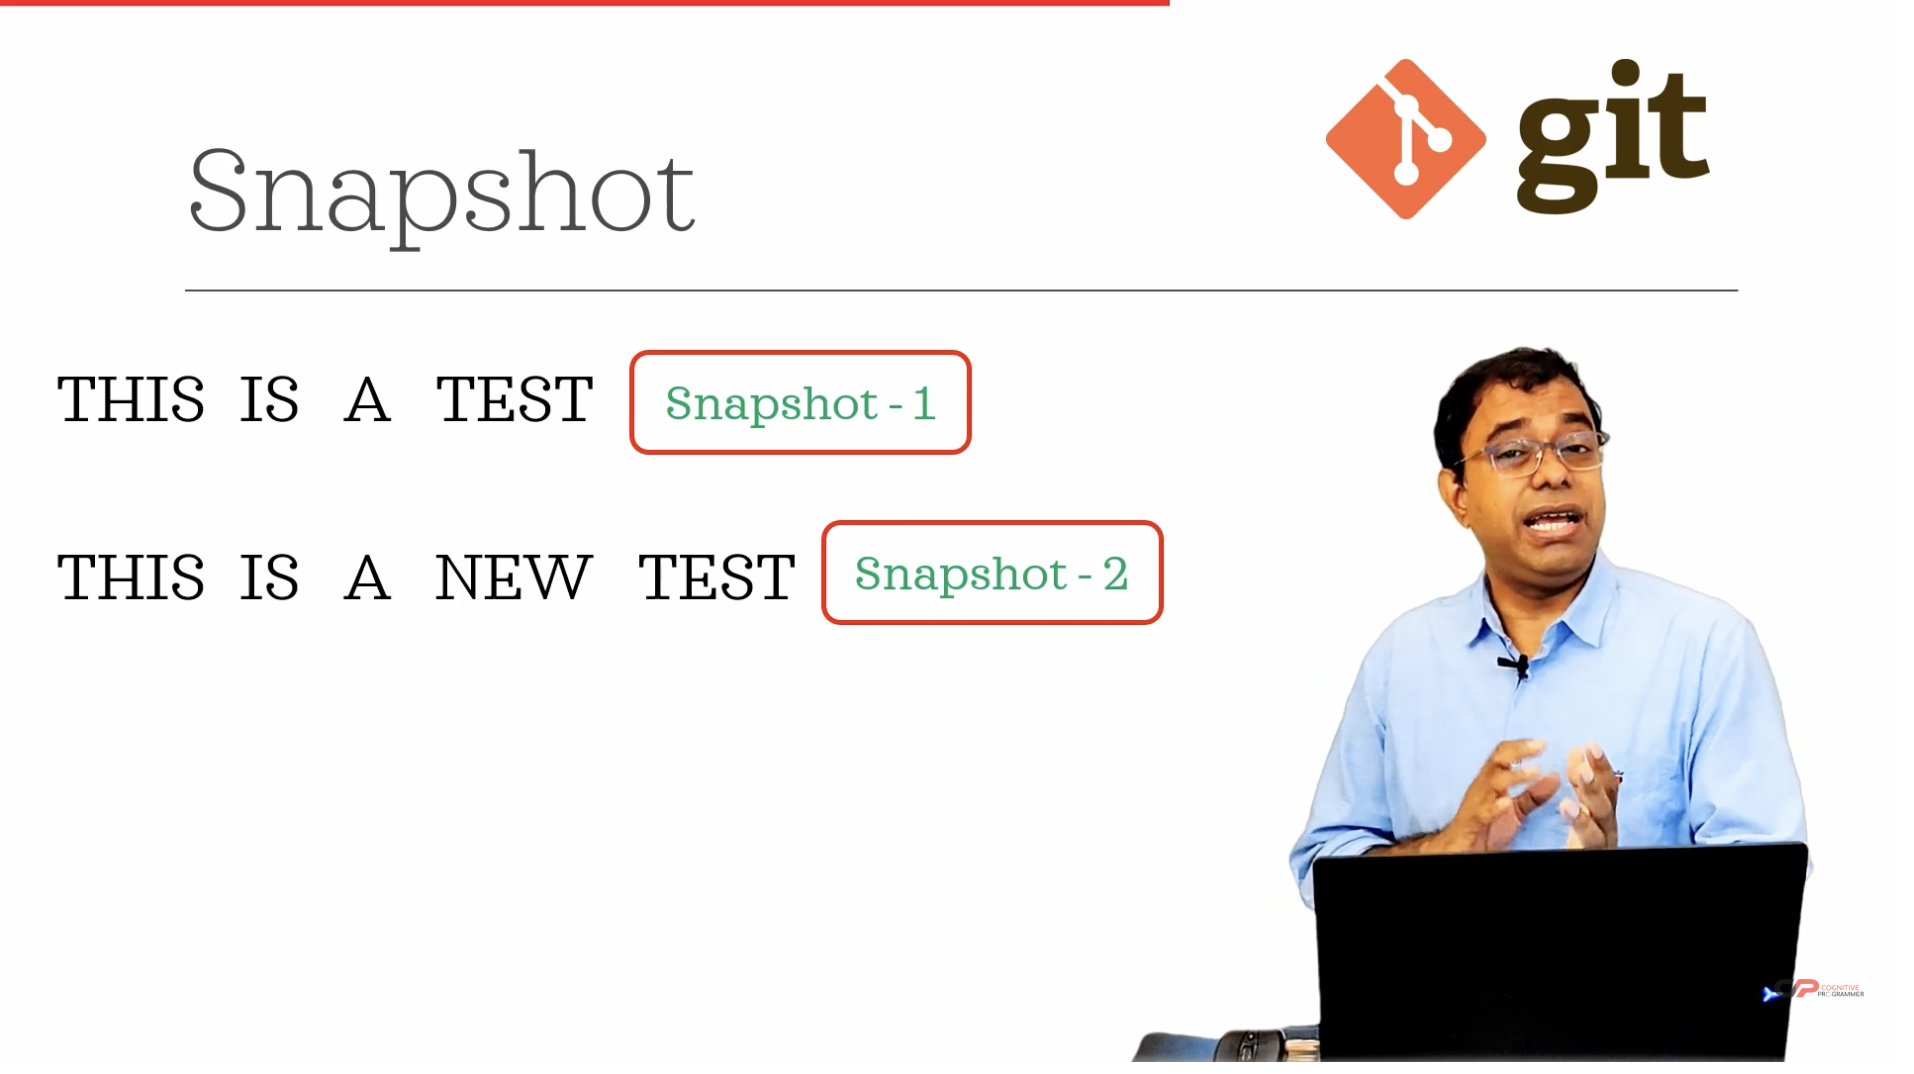 git
Snapshot
THIS IS A TEST Snapshot - 1
THIS IS A NEW TEST Snapshot - 2
COGNITIVE
PROGRAMMER